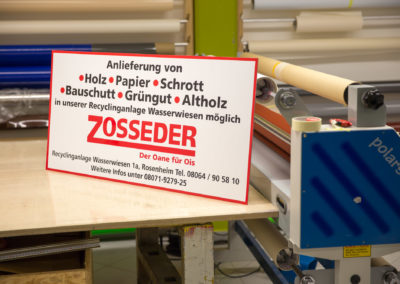 Anlieferung von
•Holz •Papier •Schrott
•Bauschutt •Grüngut •Altholz
in unserer Recyclinganlage Wasserwiesen möglich
ZOSSEDER
Der Oane für Ois
Recyclinganlage Wasserwiesen 1a, Rosenheim Tel. 08064 / 90 58 10
Weitere Infos unter 08071-9279-25
polar